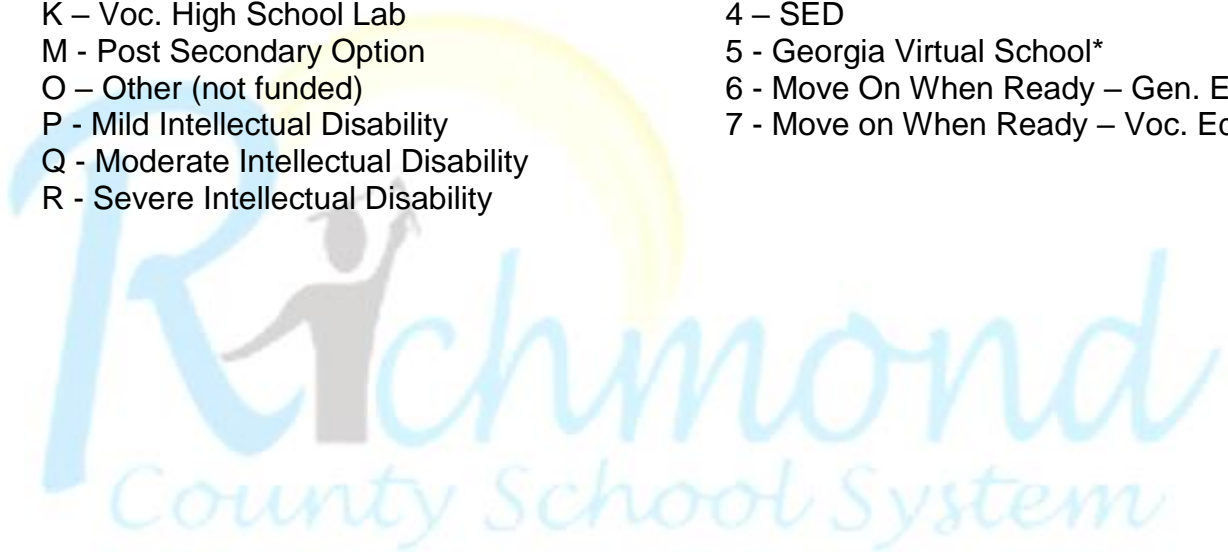 K – Voc. High School Lab
M - Post Secondary Option
O – Other (not funded)
P - Mild Intellectual Disability
Q - Moderate Intellectual Disability
R - Severe Intellectual Disability
4 – SED
5 - Georgia Virtual School*
6 - Move On When Ready – Gen.
7 - Move on When Ready – Voc.
Richmond
County School System